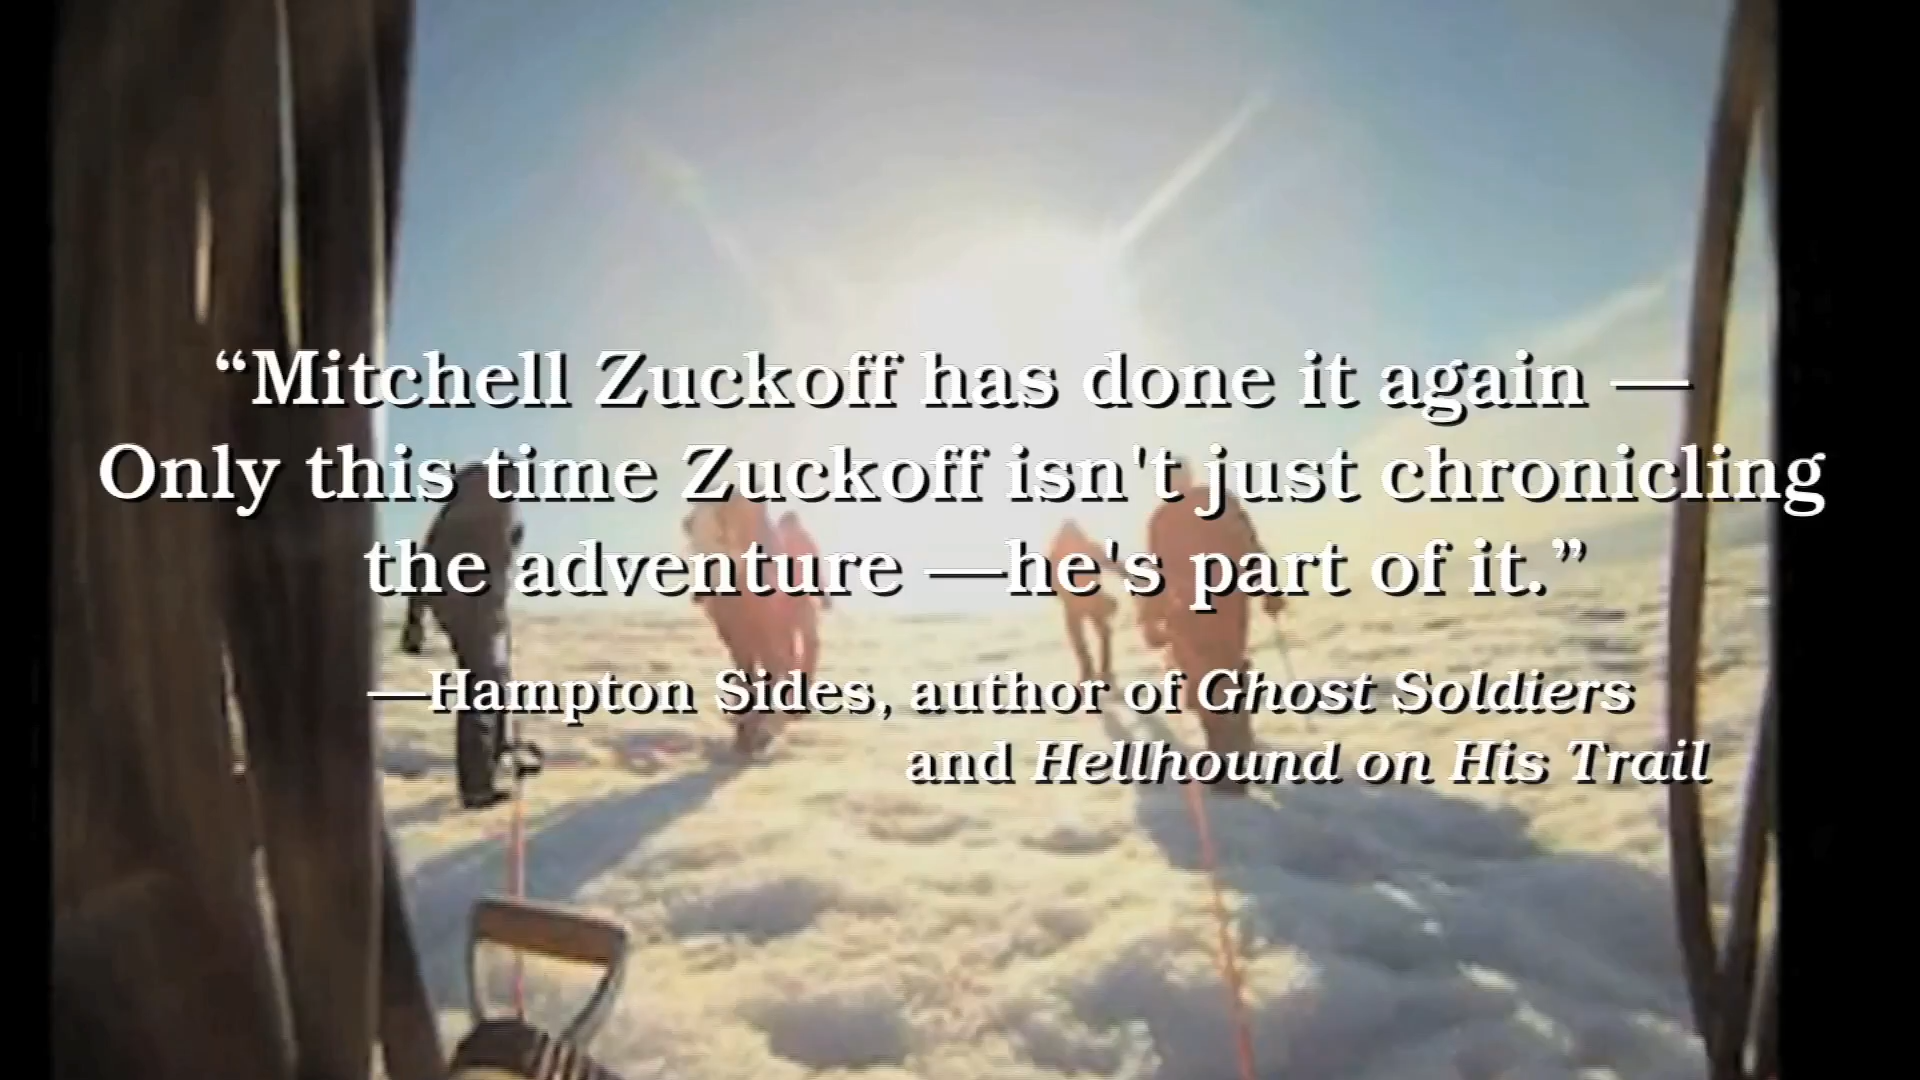 “Mitchell Zuckoff has done it again —
Only this time Zuckoff isn't just chronicling
the adventure —he's part of it.”
—Hampton Sides, author of Ghost Soldiers
and Hellhound on His Trail